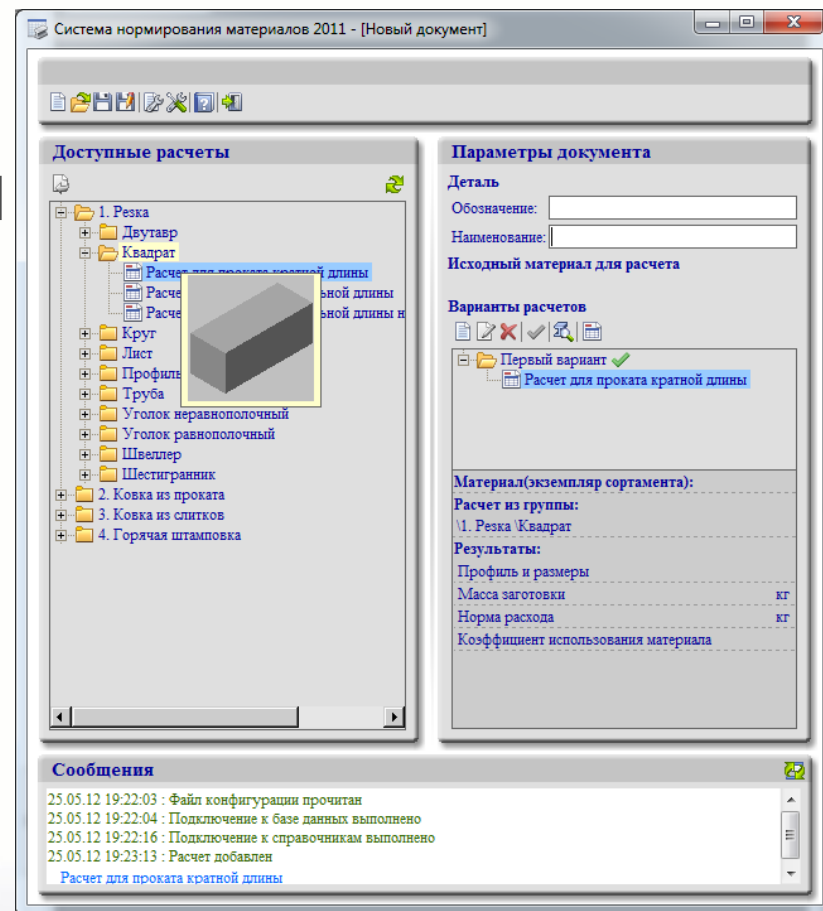 Система нормирования материалов 2011 - [Новый документ]
Доступные расчеты
1. Резка
Двутавр
Квадрат
Расчет для проката кратной длины
Расче ьной длины
Расче ьной длины н
Круг
Лист
Профиль
Труба
Уголок неравнополочный
Уголок равнополочный
Швеллер
Шестигранник
2. Ковка из проката
3. Ковка из слитков
4. Горячая штамповка
Параметры документа
Деталь
Обозначение:
Наименование:
Исходный материал для расчета
Варианты расчетов
Первый вариант
Расчет для проката кратной длины
Материал(экземпляр сортамента):
Расчет из группы:
\1. Резка \Квадрат
Результаты:
Профиль и размеры
Масса заготовки кг
Норма расхода кг
Коэффициент использования материала
Сообщения
25.05.12 19:22:03 : Файл конфигурации прочитан
25.05.12 19:22:04 : Подключение к базе данных выполнено
25.05.12 19:22:16 : Подключение к справочникам выполнено
25.05.12 19:23:13 : Расчет добавлен
Расчет для проката кратной длины